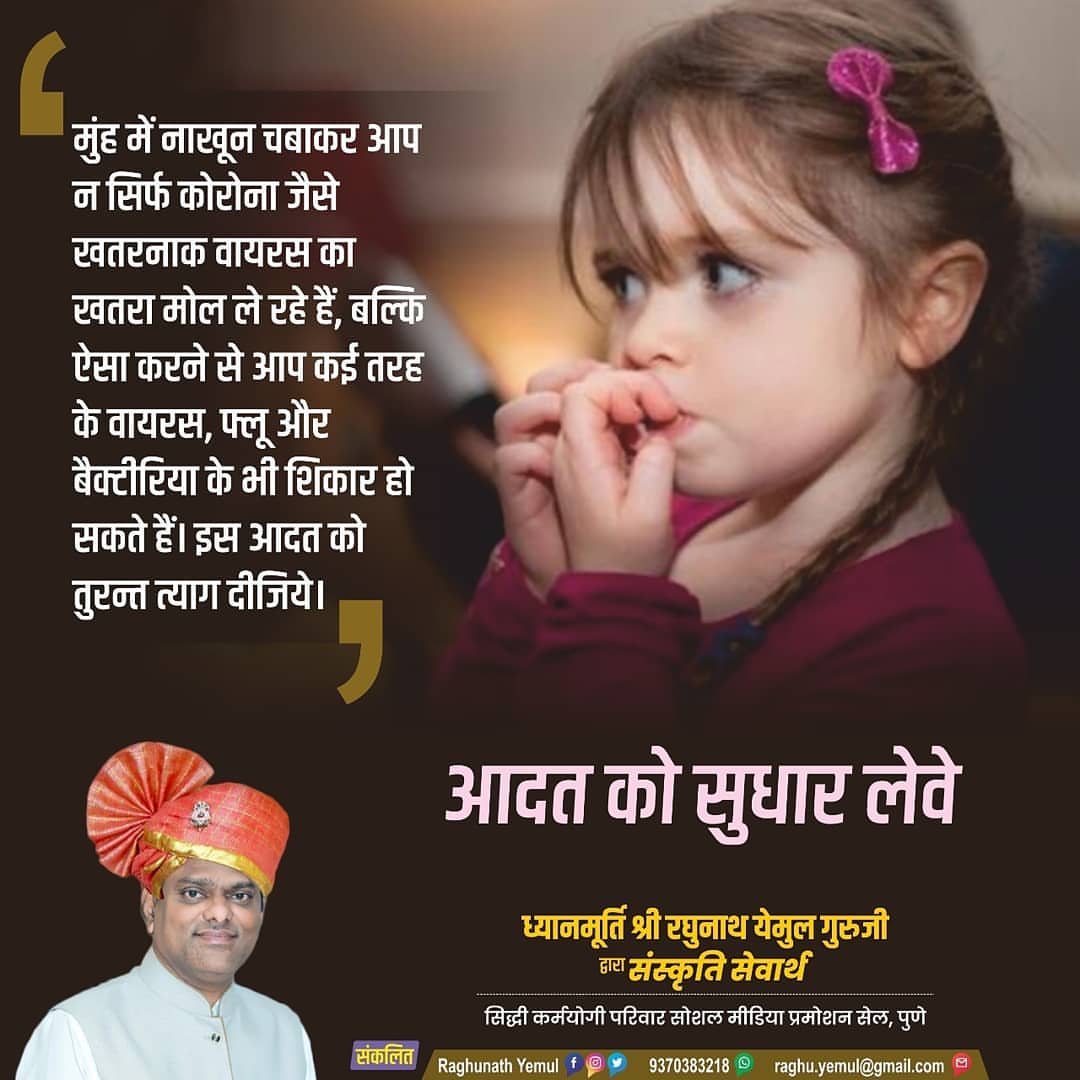 मुंह में नाखून चबाकर आप
न सिर्फ कोरोना जैसे
खतरनाक वायरस का
खतरा मोल ले रहे हैं, बल्कि
ऐसा करने से आप कई तरह
के वायरस, फ्लू और
बैक्टीरिया के भी शिकार हो
सकते हैं। इस आदत को
तुरन्त त्याग दीजिये।
आदत को सुधार लेवे
ध्यानमूर्ति श्री रघुनाथ येमुल गुरुजी
द्वारा संस्कृति सेवार्थ
सिद्धी कर्मयोगी परिवार सोशल मीडिया प्रमोशन सेल, पुणे
संकलित Raghunath Yemul 9370383218 raghu.yemul@gmail.com